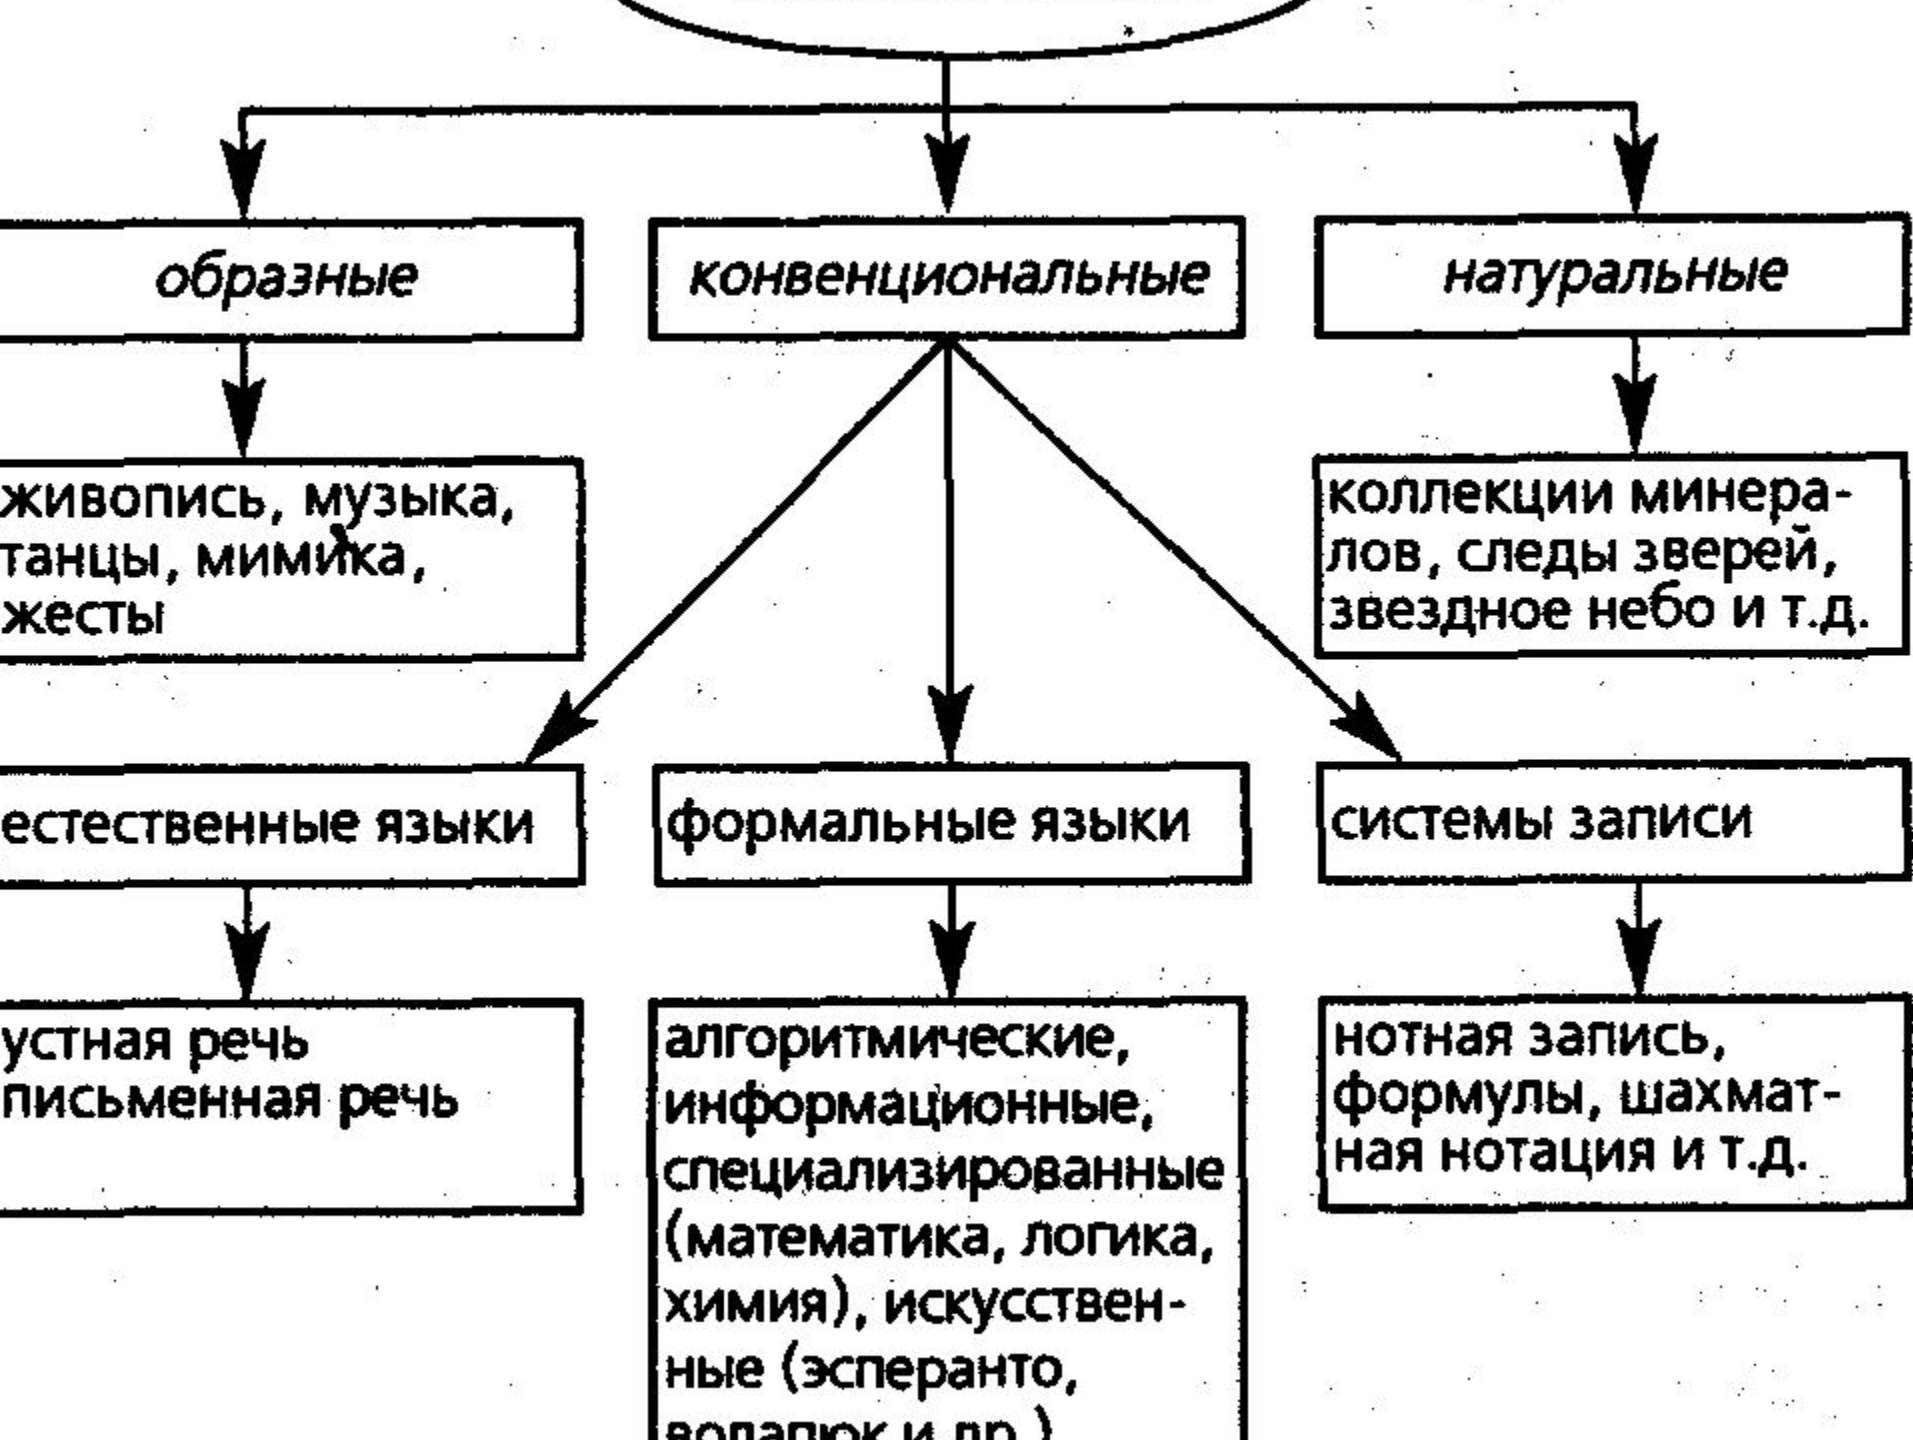 образные
конвенциональные
натуральные
живопись, музыка,
танцы, мимика,
жесты
коллекции минера-
лов, следы зверей,
звездное небо и т.д.
естественные языки
формальные языки
системы записи
устная речь
письменная речь
алгоритмические,
информационные,
специализированные
(математика, логика,
химия), искусствен-
ные (эсперанто,
волапюк и др.)
нотная запись,
формулы, шахмат-
ная нотация и т.д.